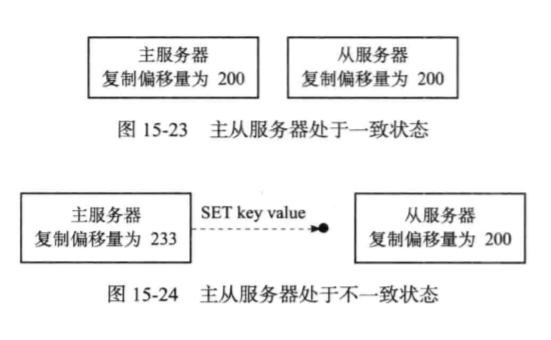 主服务器
复制偏移量为 200
从服务器
复制偏移量为 200
图 15-23 主从服务器处于一致状态
主服务器
复制偏移量为 233
SET key value
从服务器
复制偏移量为 200
图 15-24 主从服务器处于不一致状态